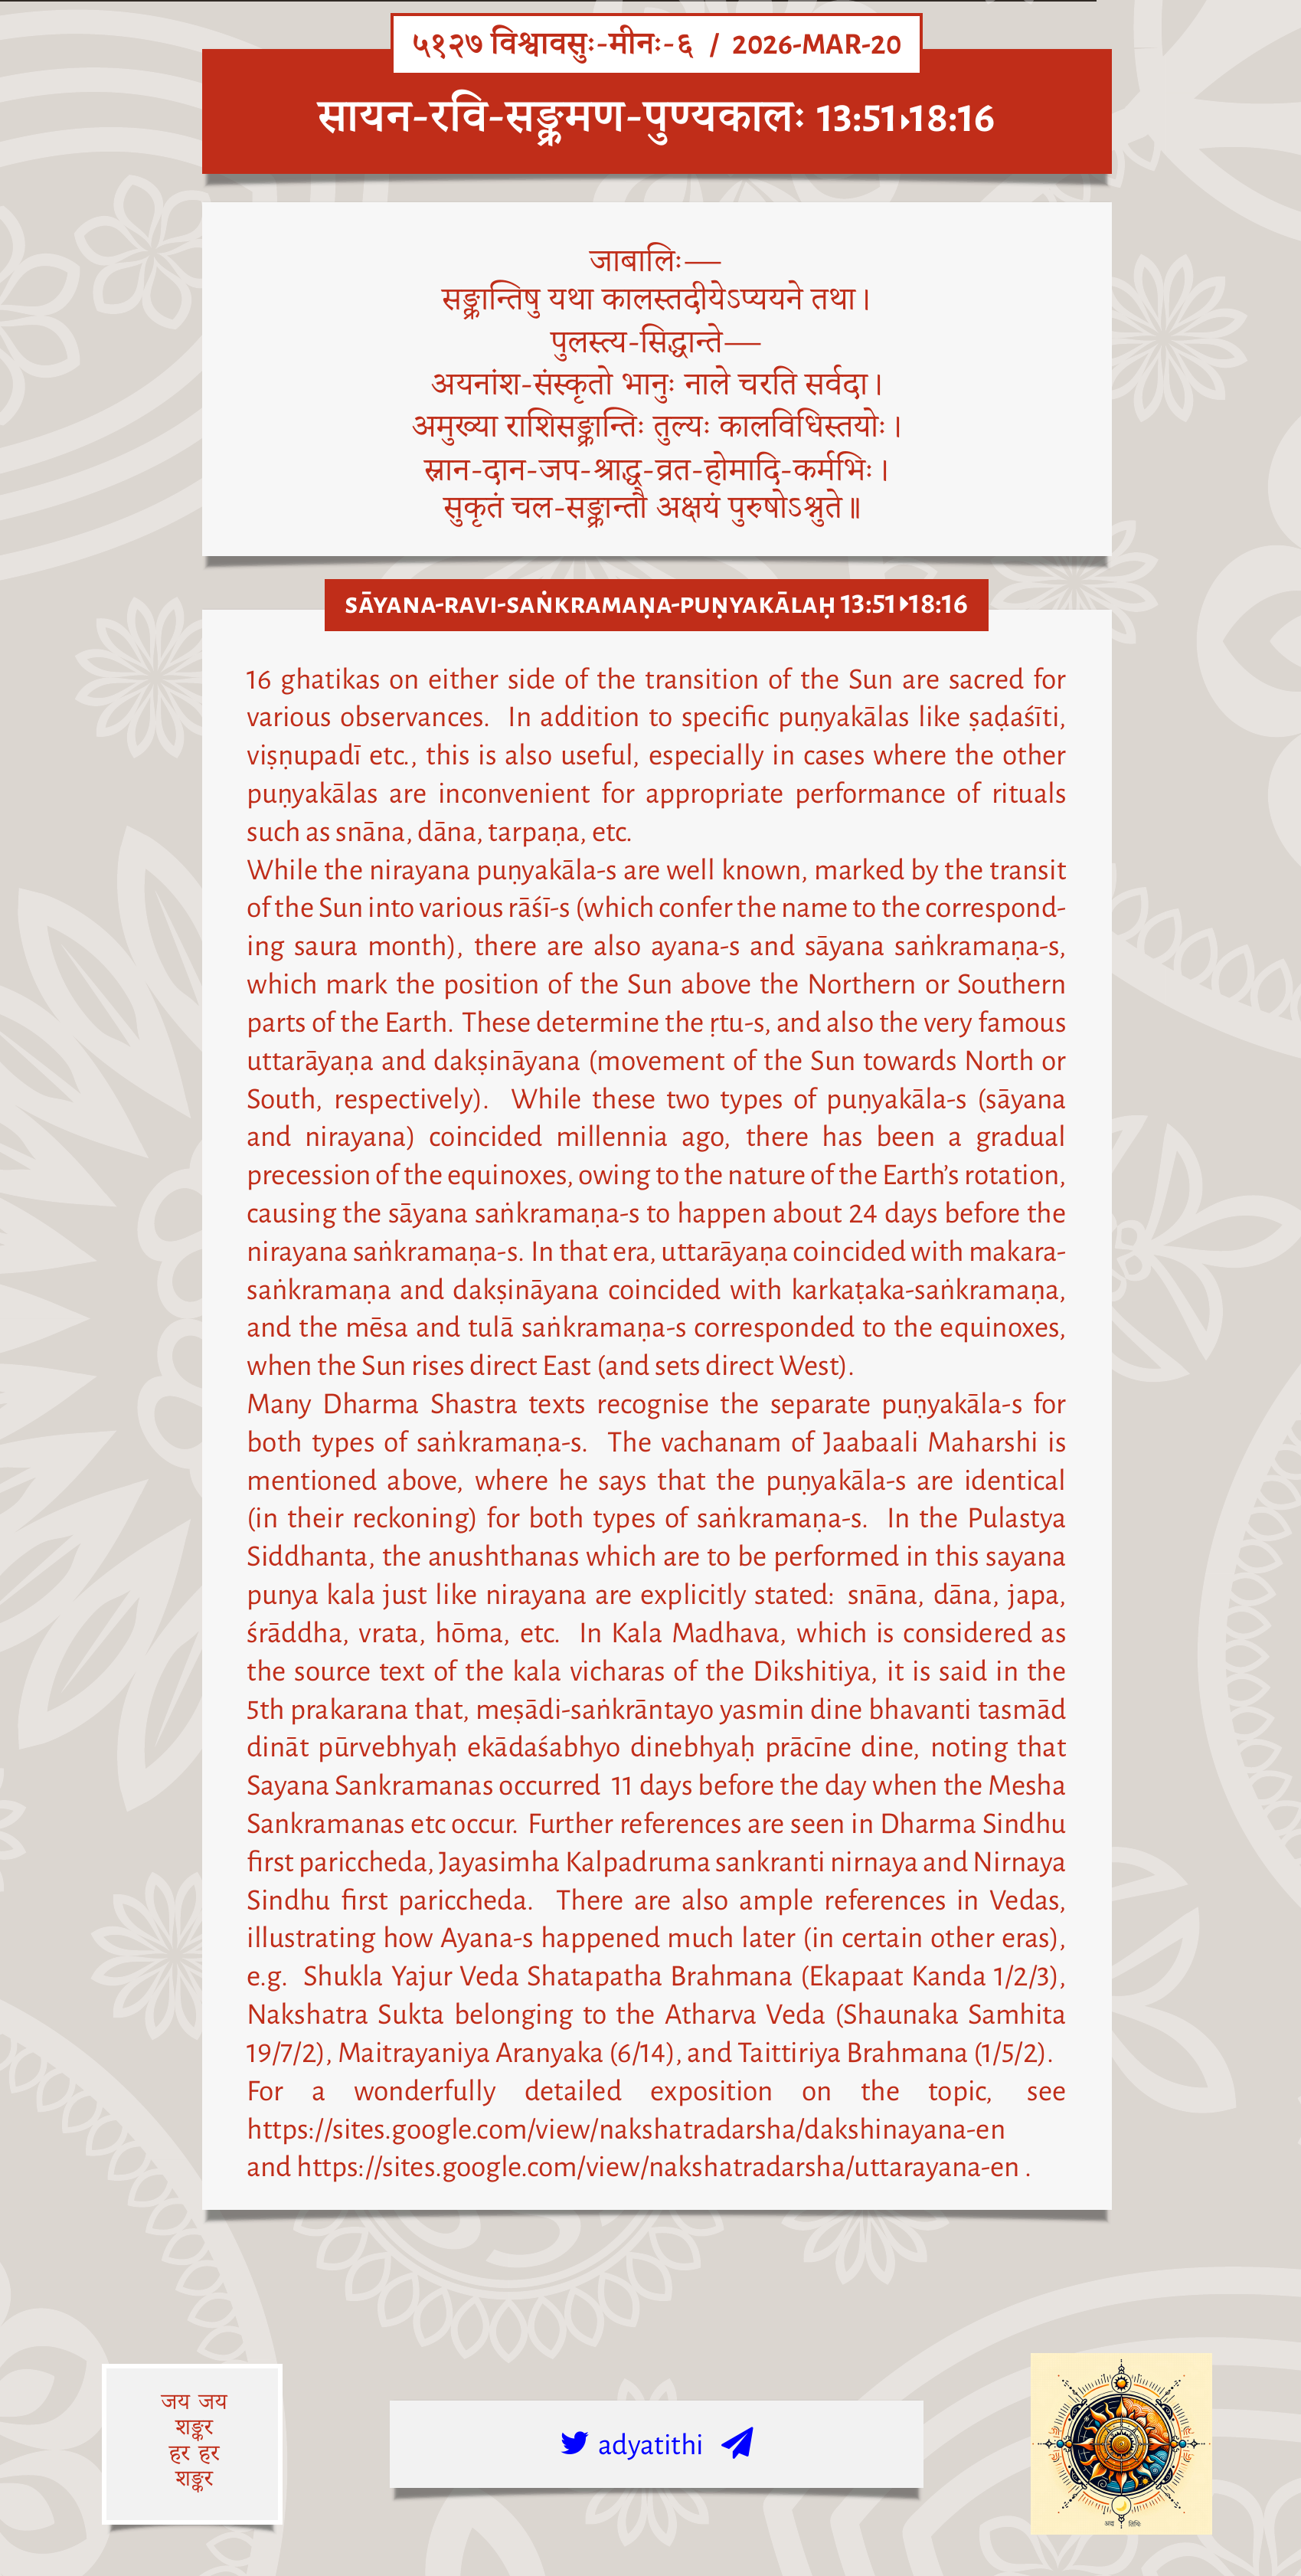 ५१२७ विश्वावसुः-मीनः-६ / 2026-MAR-20
सायन-रवि-सङ्क्रमण-पुण्यकालः 13:51▸18:16
जाबालिः—
सङ्क्रान्तिषु यथा कालस्तदीयेऽप्ययने तथा।
पुलस्त्य-सिद्धान्ते—
अयनांश-संस्कृतो भानुः नाले चरति सर्वदा।
अमुख्या राशिसङ्क्रान्तिः तुल्यः कालविधिस्तयोः।
स्नान-दान-जप-श्राद्ध-व्रत-होमादि-कर्मभिः।
सुकृतं चल-सङ्क्रान्तौ अक्षयं पुरुषोऽश्नुते॥
SĀYANA-RAVI-SAṄKRAMAṆA-PUṆYAKĀLAḤ 13:51▸18:16
16 ghatikas on either side of the transition of the Sun are sacred for
various observances. In addition to specific puṇyakālas like ṣaḍaśīti,
viṣṇupadī etc., this is also useful, especially in cases where the other
puṇyakālas are inconvenient for appropriate performance of rituals
such as snāna, dāna, tarpaṇa, etc.
While the nirayana puṇyakāla-s are well known, marked by the transit
of the Sun into various rāśī-s (which confer the name to the correspond-
ing saura month), there are also ayana-s and sāyana saṅkramaṇa-s,
which mark the position of the Sun above the Northern or Southern
parts of the Earth. These determine the ṛtu-s, and also the very famous
uttarāyaṇa and dakṣināyana (movement of the Sun towards North or
South, respectively). While these two types of puṇyakāla-s (sāyana
and nirayana) coincided millennia ago, there has been a gradual
precession of the equinoxes, owing to the nature of the Earth’s rotation,
causing the sāyana saṅkramaṇa-s to happen about 24 days before the
nirayana saṅkramaṇa-s. In that era, uttarāyaṇa coincided with makara-
saṅkramaṇa and dakṣināyana coincided with karkaṭaka-saṅkramaṇa,
and the mēsa and tulā saṅkramaṇa-s corresponded to the equinoxes,
when the Sun rises direct East (and sets direct West).
Many Dharma Shastra texts recognise the separate puṇyakāla-s for
both types of saṅkramaṇa-s. The vachanam of Jaabaali Maharshi is
mentioned above, where he says that the puṇyakāla-s are identical
(in their reckoning) for both types of saṅkramaṇa-s. In the Pulastya
Siddhanta, the anushthanas which are to be performed in this sayana
punya kala just like nirayana are explicitly stated: snāna, dāna, japa,
śrāddha, vrata, hōma, etc. In Kala Madhava, which is considered as
the source text of the kala vicharas of the Dikshitiya, it is said in the
5th prakarana that, meṣādi-saṅkrāntayo yasmin dine bhavanti tasmād
dināt pūrvebhyaḥ ekādaśabhyo dinebhyaḥ prācīne dine, noting that
Sayana Sankramanas occurred 11 days before the day when the Mesha
Sankramanas etc occur. Further references are seen in Dharma Sindhu
first pariccheda, Jayasimha Kalpadruma sankranti nirnaya and Nirnaya
Sindhu first pariccheda. There are also ample references in Vedas,
illustrating how Ayana-s happened much later (in certain other eras),
e.g. Shukla Yajur Veda Shatapatha Brahmana (Ekapaat Kanda 1/2/3),
Nakshatra Sukta belonging to the Atharva Veda (Shaunaka Samhita
19/7/2), Maitrayaniya Aranyaka (6/14), and Taittiriya Brahmana (1/5/2).
For a wonderfully detailed exposition on the topic, see
https://sites.google.com/view/nakshatradarsha/dakshinayana-en
and https://sites.google.com/view/nakshatradarsha/uttarayana-en .
जय जय
शङ्कर
हर हर
शङ्कर
adyatithi